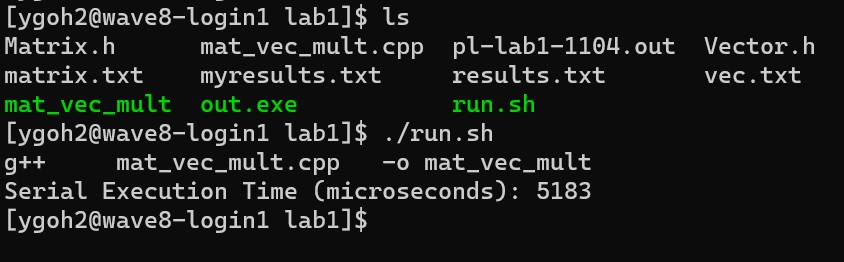 [ygoh2@wave8-login1 lab1]$ ls
Matrix.h      mat_vec_mult.cpp  pl-lab1-1104.out  Vector.h
matrix.txt    myresults.txt     results.txt       vec.txt
mat_vec_mult  out.exe           run.sh
[ygoh2@wave8-login1 lab1]$ ./run.sh
g++     mat_vec_mult.cpp   -o mat_vec_mult
Serial Execution Time (microseconds): 5183
[ygoh2@wave8-login1 lab1]$